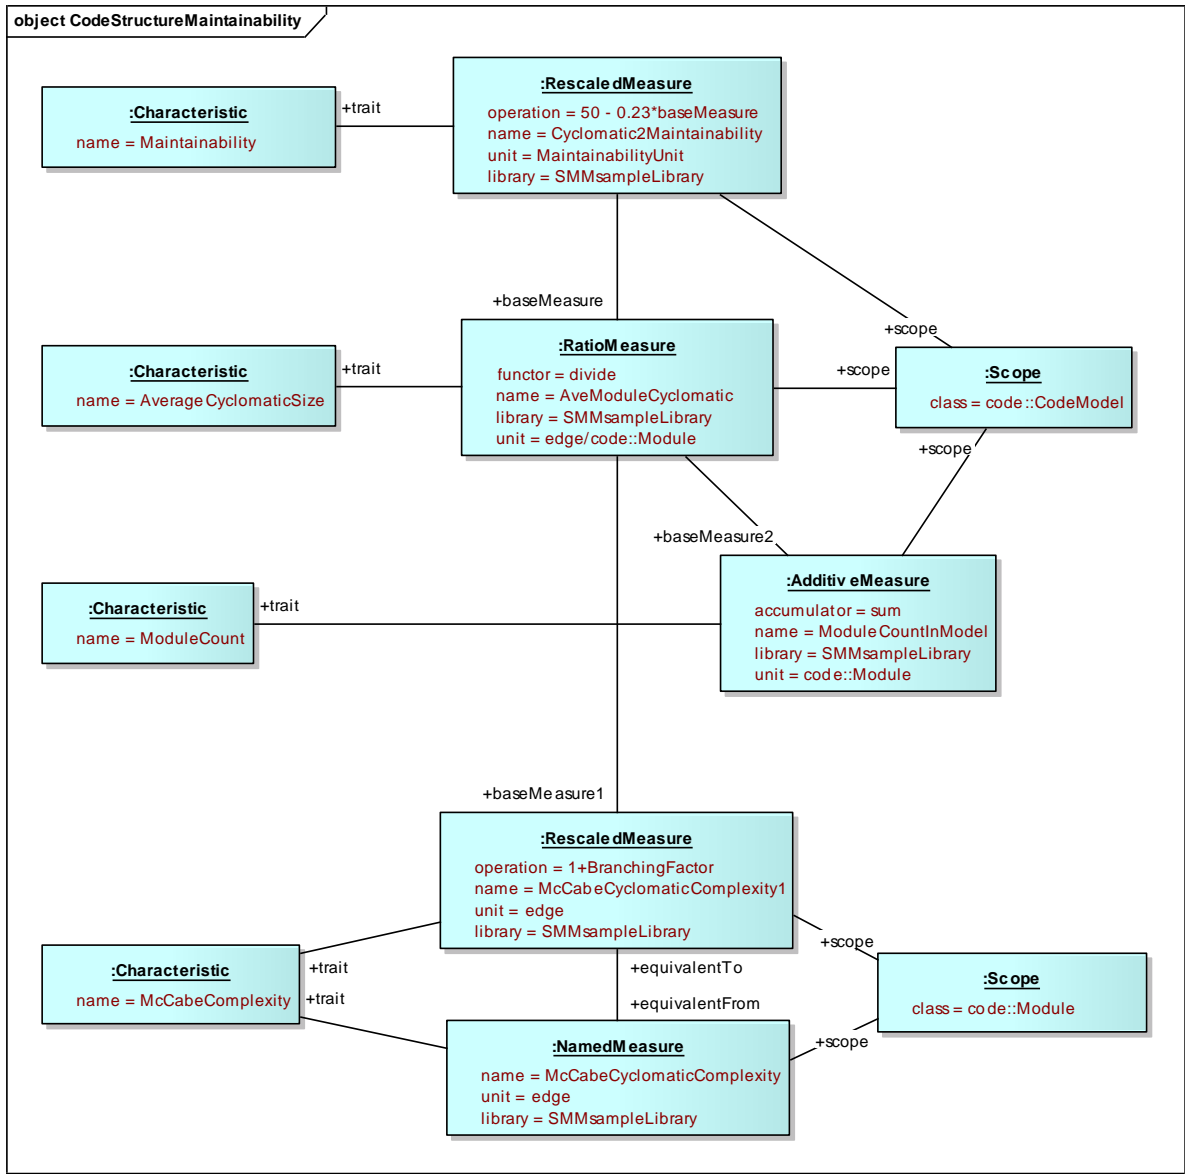 object CodeStructureMaintainability
:RescaledMeasure
operation = 50 - 0.23*baseMeasure
name = Cyclomatic2Maintainability
unit = MaintainabilityUnit
library = SMMsampleLibrary
:Characteristic
name = Maintainability
+trait
+baseMeasure
+scope
:RatioMeasure
functor = divide
name = AveModuleCyclomatic
library = SMMsampleLibrary
unit = edge/code::Module
:Characteristic
name = AverageCyclomaticSize
+trait
+scope
:Scope
class = code::CodeModel
+scope
+baseMeasure2
:AdditiveMeasure
accumulator = sum
name = ModuleCountInModel
library = SMMsampleLibrary
unit = code::Module
:Characteristic
name = ModuleCount
+trait
+baseMeasure1
:RescaledMeasure
operation = 1+BranchingFactor
name = McCabeCyclomaticComplexity1
unit = edge
library = SMMsampleLibrary
:Characteristic
name = McCabeComplexity
+trait
+trait
+equivalentTo
+equivalentFrom
+scope
:Scope
class = code::Module
+scope
:NamedMeasure
name = McCabeCyclomaticComplexity
unit = edge
library = SMMsampleLibrary